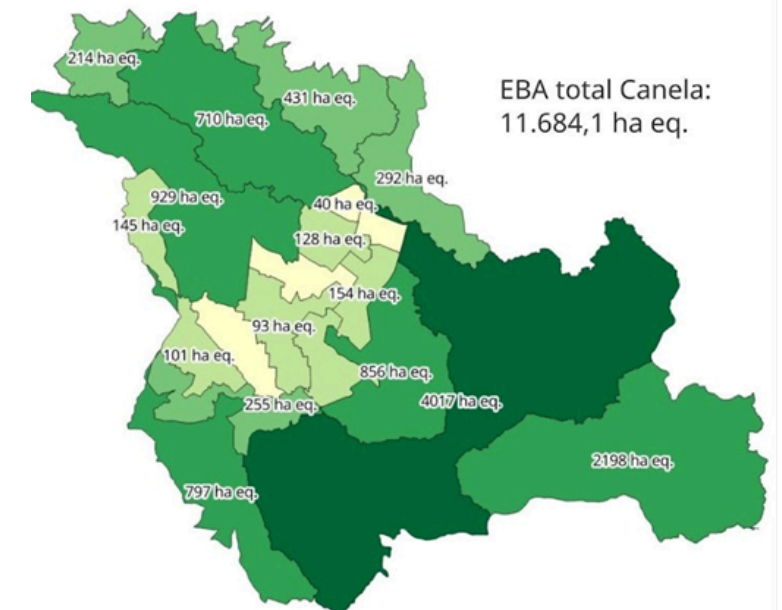 214 ha eq.
431 ha eq.
EBA total Canela:
11.684,1 ha eq.
710 ha eq.
292 ha eq.
929 ha eq.
40 ha eq.
145 ha eq.
128 ha eq.
154 ha eq.
93 ha eq.
101 ha eq.
856 ha eq.
255 ha eq.
4017 ha eq.
2198 ha eq.
797 ha eq.